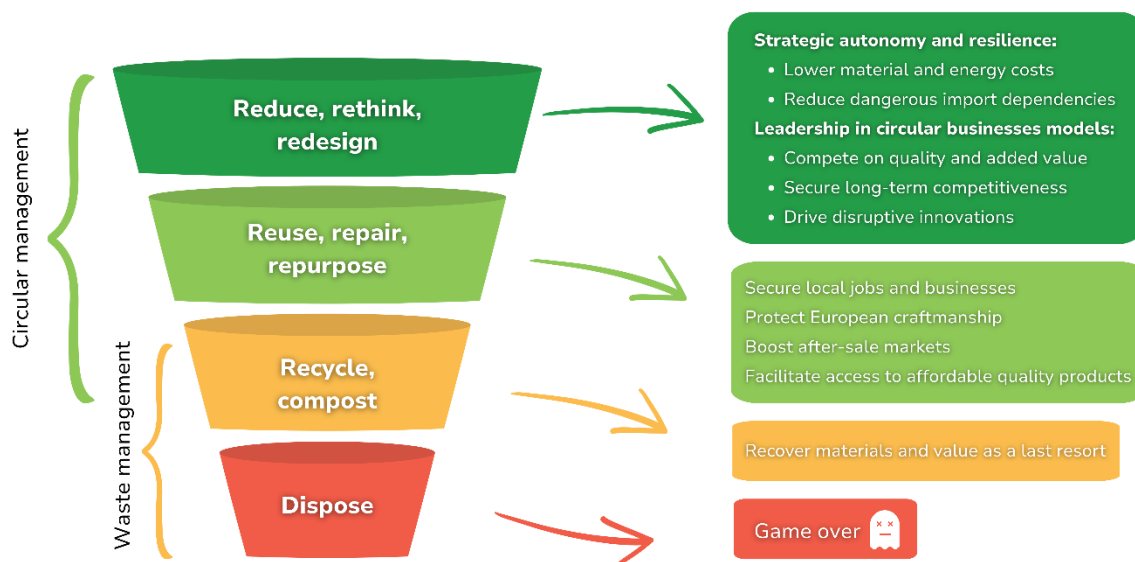 Circular management
Waste management
Reduce, rethink,
redesign
Reuse, repair,
repurpose
Recycle,
compost
Dispose
Strategic autonomy and resilience:
• Lower material and energy costs
• Reduce dangerous import dependencies
Leadership in circular businesses models:
• Compete on quality and added value
• Secure long-term competitiveness
• Drive disruptive innovations
Secure local jobs and businesses
Protect European craftmanship
Boost after-sale markets
Facilitate access to affordable quality products
Recover materials and value as a last resort
Game over